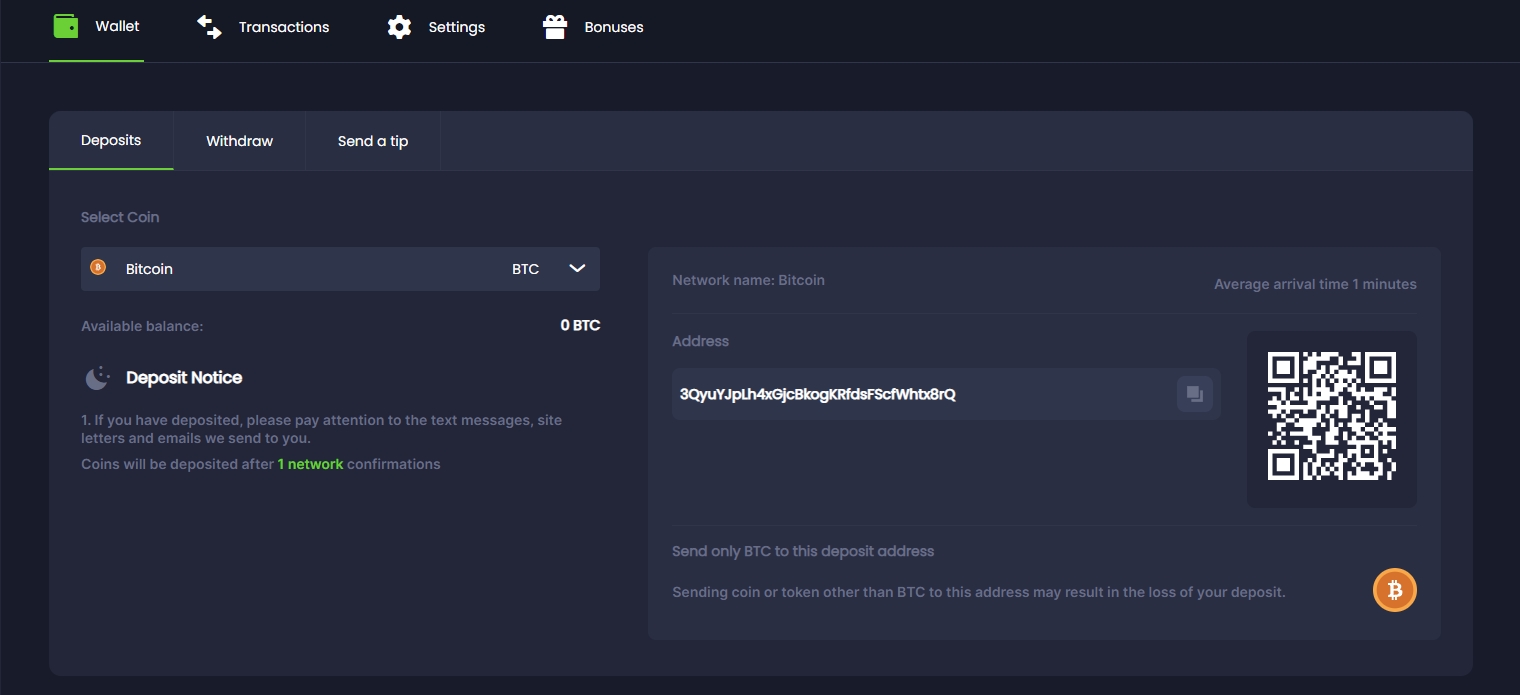 Wallet
Transactions
Settings
Bonuses
Deposits
Withdraw
Send a tip
Select Coin
Bitcoin BTC
Available balance: 0 BTC
Deposit Notice
1. If you have deposited, please pay attention to the text messages, site
letters and emails we send to you.
Coins will be deposited after 1 network confirmations
Network name: Bitcoin
Average arrival time 1 minutes
Address
3QyuYJpLh4xGjcBkogKRfdsFScfWhtx8rQ
Send only BTC to this deposit address
Sending coin or token other than BTC to this address may result in the loss of your deposit.